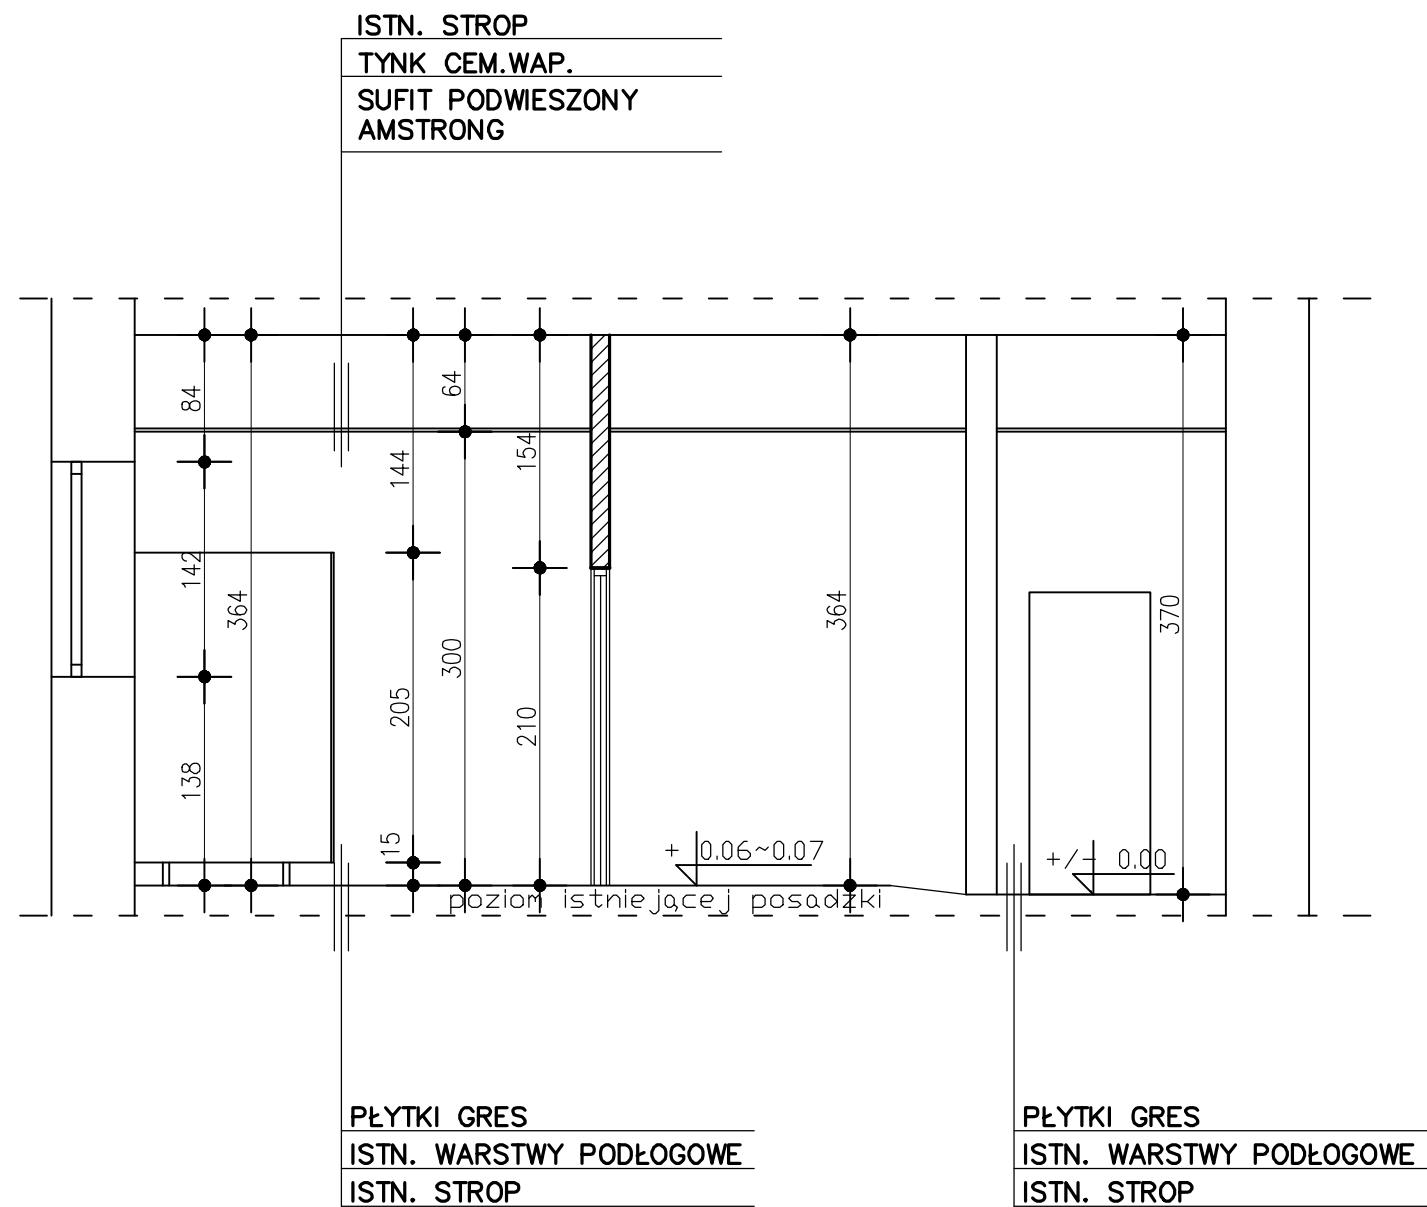 ISTN. STROP
TYNK CEM.WAP.
SUFIT PODWIESZONY
AMSTRONG
84
64
144
154
142
364
364
370
300
205
210
138
15
+ 0.06~0.07
+/- 0.00
poziom istniejącej posadzki
PŁYTKI GRES
ISTN. WARSTWY PODŁOGOWE
ISTN. STROP
PŁYTKI GRES
ISTN. WARSTWY PODŁOGOWE
ISTN. STROP